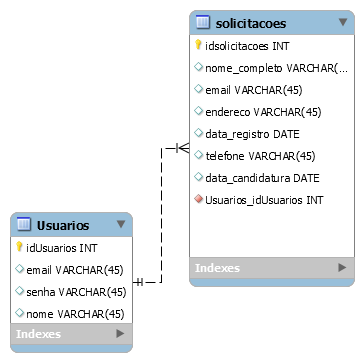 solicitacoes
idsolicitacoes INT
nome_completo VARCHAR(...
email VARCHAR(45)
endereco VARCHAR(45)
data_registro DATE
telefone VARCHAR(45)
data_candidatura DATE
Usuarios_idUsuarios INT
Indexes
Usuarios
idUsuarios INT
email VARCHAR(45)
senha VARCHAR(45)
nome VARCHAR(45)
Indexes